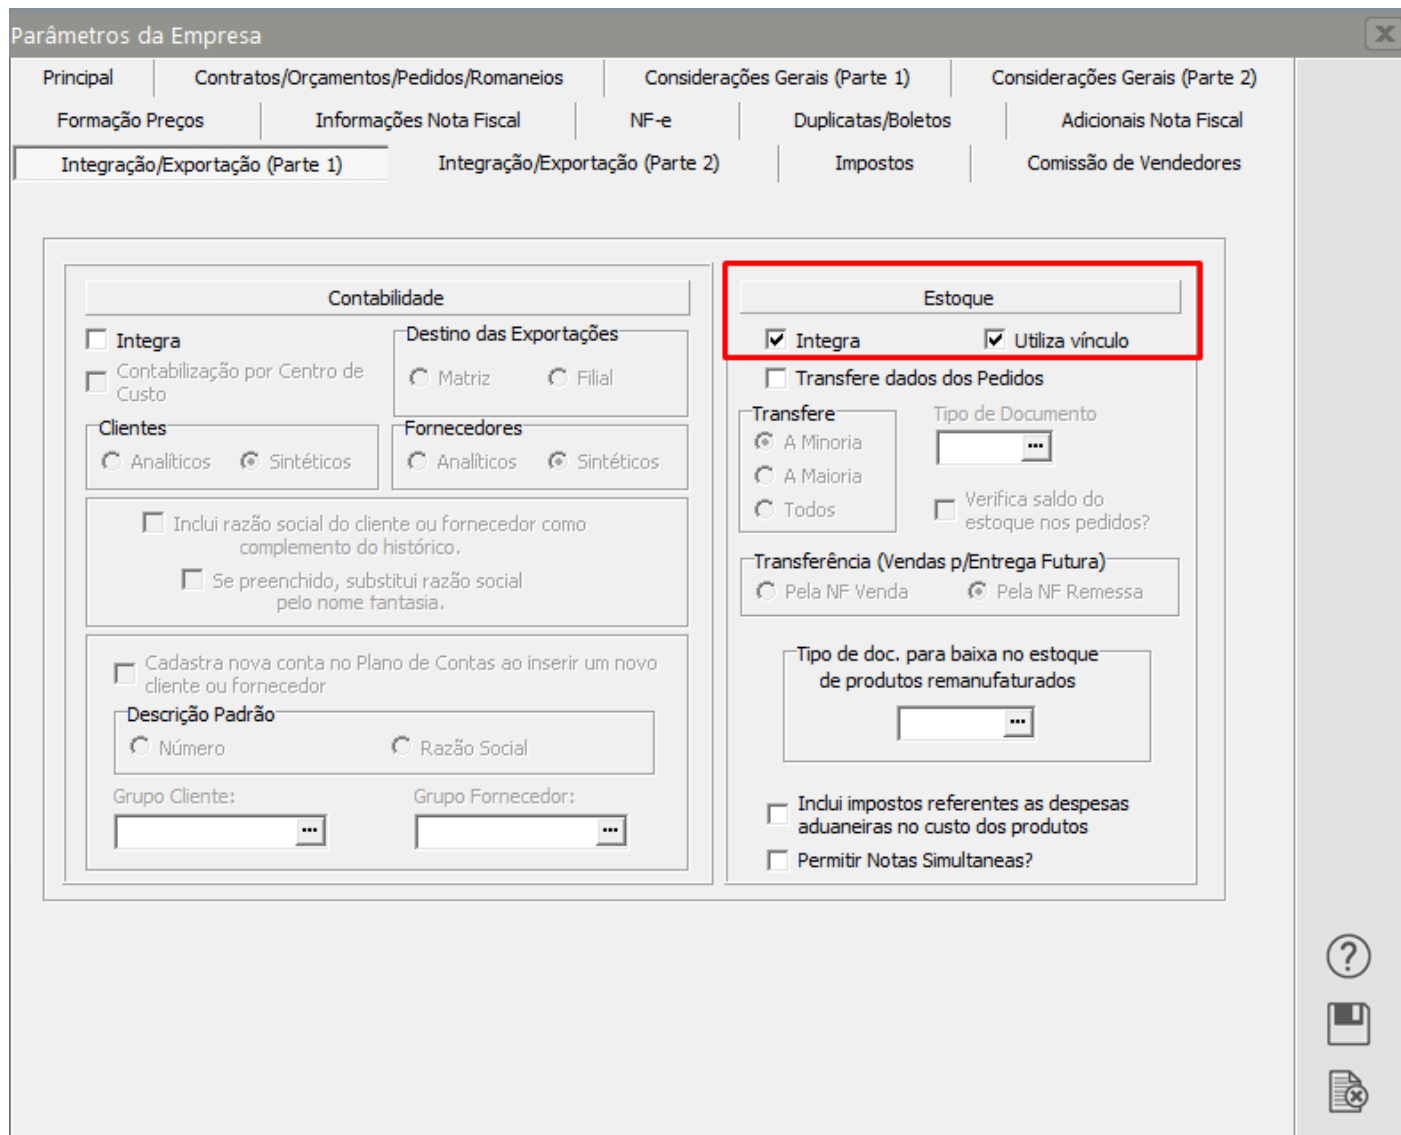 Parâmetros da Empresa
Principal
Contratos/Orçamentos/Pedidos/Romaneios
Considerações Gerais (Parte 1)
Considerações Gerais (Parte 2)
Formação Preços
Informações Nota Fiscal
NF-e
Duplicatas/Boletos
Adicionais Nota Fiscal
Integração/Exportação (Parte 1)
Integração/Exportação (Parte 2)
Impostos
Comissão de Vendedores
Contabilidade
Integra
Contabilização por Centro de
Custo
Destino das Exportações
Matriz
Filial
Clientes
Analíticos
Sintéticos
Fornecedores
Analíticos
Sintéticos
Inclui razão social do cliente ou fornecedor como
complemento do histórico.
Se preenchido, substitui razão social
pelo nome fantasia.
Cadastra nova conta no Plano de Contas ao inserir um novo
cliente ou fornecedor
Descrição Padrão
Número
Razão Social
Grupo Cliente:
Grupo Fornecedor:
...
...
Estoque
Integra
Utiliza vínculo
Transfere dados dos Pedidos
Transfere
A Minoria
A Maioria
Todos
Tipo de Documento
...
Verifica saldo do
estoque nos pedidos?
Transferência (Vendas p/Entrega Futura)
Pela NF Venda
Pela NF Remessa
Tipo de doc. para baixa no estoque
de produtos remanufaturados
...
Inclui impostos referentes as despesas
aduaneiras no custo dos produtos
Permitir Notas Simultaneas?